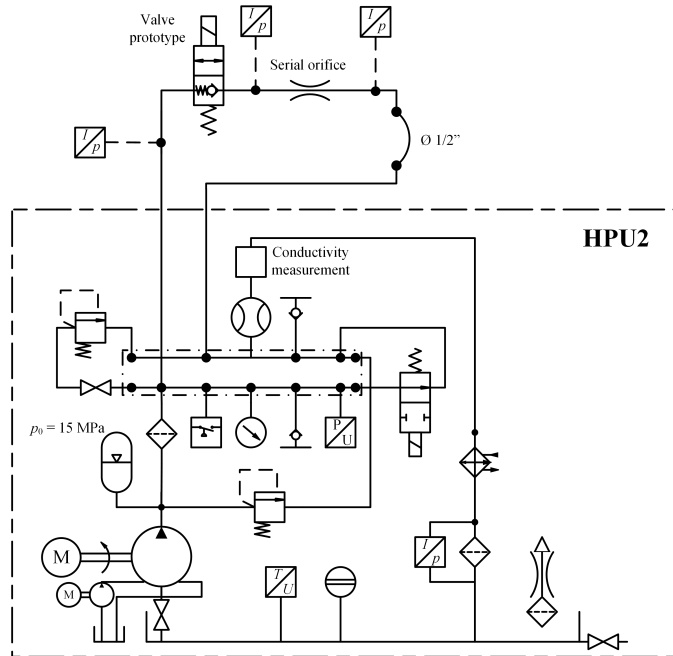 Valve
prototype
I
p
I
p
Serial orifice
I
p
Ø 1/2”
HPU2
Conductivity
measurement
p₀ = 15 MPa
P
U
M
M
I
p
T
U